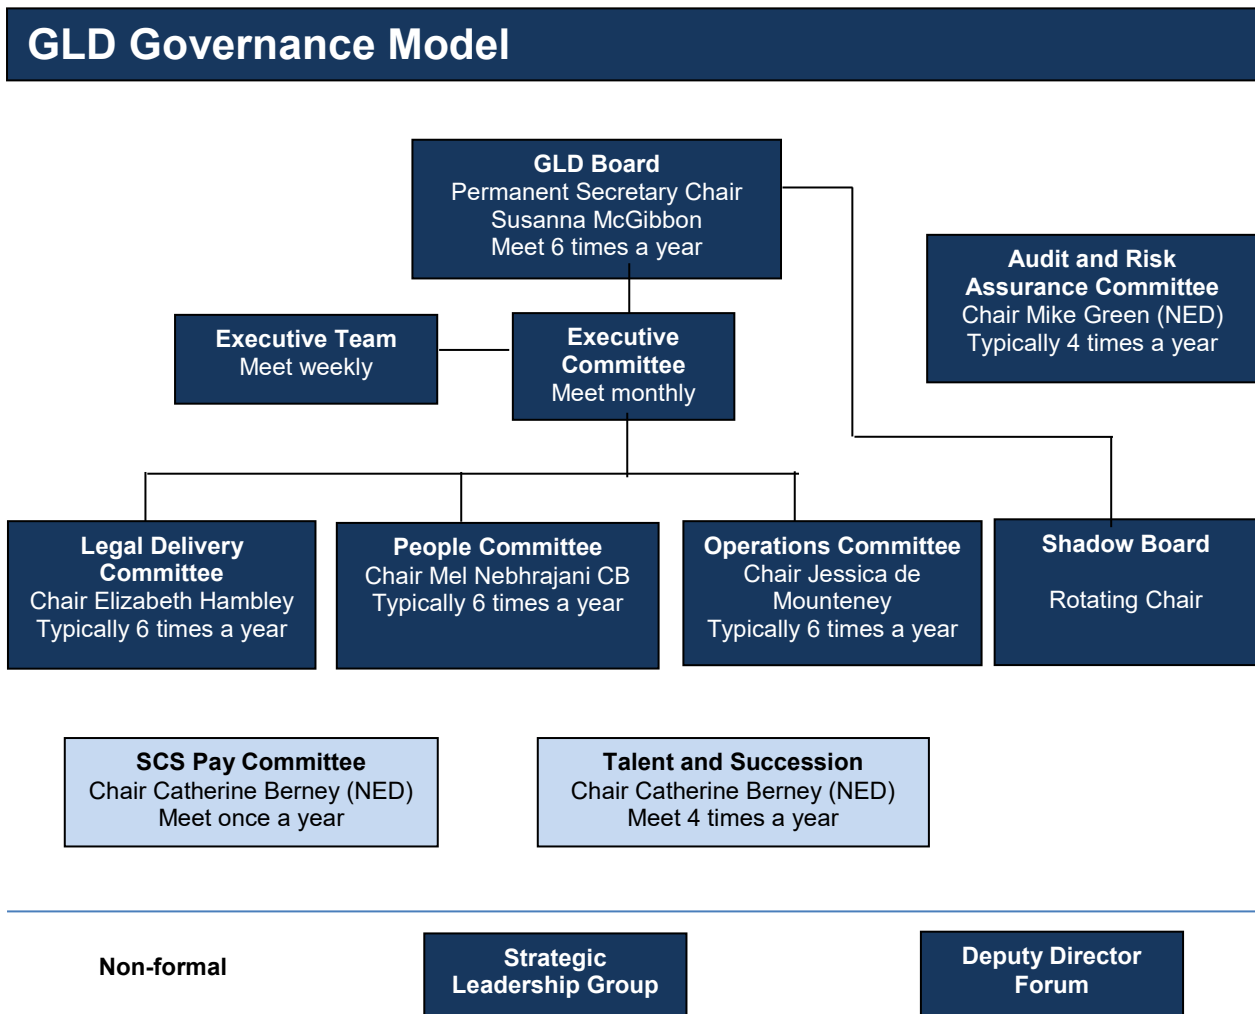 GLD Governance Model
GLD Board
Permanent Secretary Chair
Susanna McGibbon
Meet 6 times a year
Audit and Risk
Assurance Committee
Chair Mike Green (NED)
Typically 4 times a year
Executive Team
Meet weekly
Executive
Committee
Meet monthly
Legal Delivery
Committee
Chair Elizabeth Hambley
Typically 6 times a year
People Committee
Chair Mel Nebhrajani CB
Typically 6 times a year
Operations Committee
Chair Jessica de
Mounteney
Typically 6 times a year
Shadow Board
Rotating Chair
SCS Pay Committee
Chair Catherine Berney (NED)
Meet once a year
Talent and Succession
Chair Catherine Berney (NED)
Meet 4 times a year
Non-formal
Strategic
Leadership Group
Deputy Director
Forum